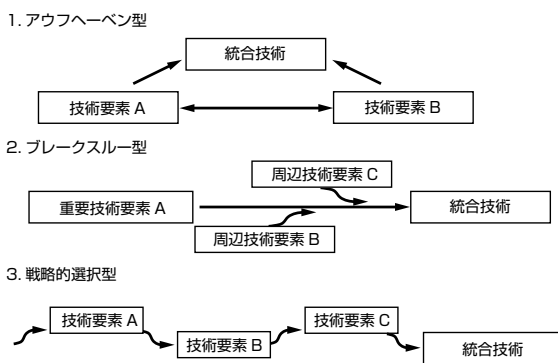 1. アウフヘーベン型
統合技術
技術要素 A
技術要素 B
2. ブレークスルー型
周辺技術要素 C
重要技術要素 A
統合技術
周辺技術要素 B
3. 戦略的選択型
技術要素 A
技術要素 C
技術要素 B
統合技術